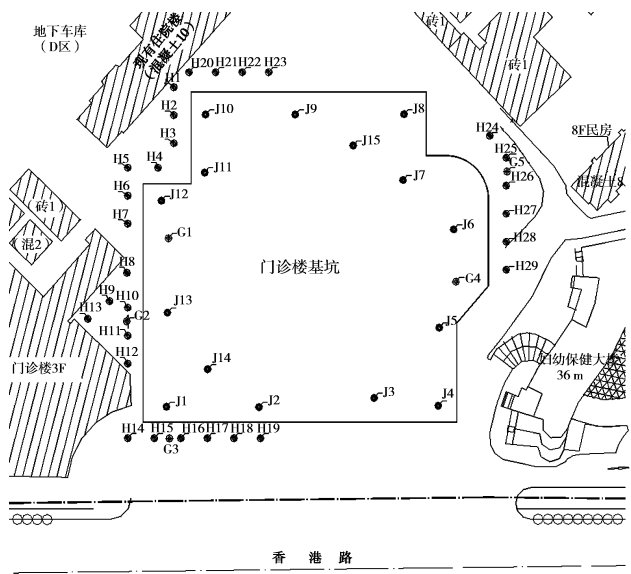 地下车库
（D区）
现有住院楼
（混凝土10）
砖1
砖1
H20 H21 H22 H23
H1
H2
H3
J10
J9
J8
H24
8F民房
H5
H4
J15
H25
G5
H26
混凝土8
J11
J7
H6
（砖1）
J12
H7
H27
J6
（混2）
G1
H28
门诊楼基坑
H8
H29
G4
H9
H10
J13
H13
G2
J5
H11
H12
妇幼保健大楼
36 m
门诊楼3F
J14
J1
J2
J3
J4
H14
H15
H16
H17
H18
H19
G3
香港路